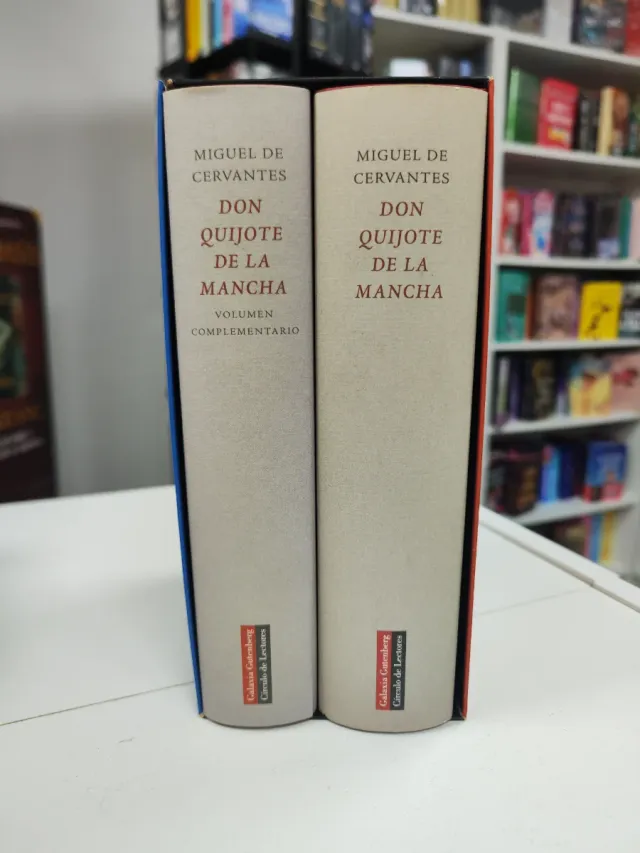 MIGUEL DE
CERVANTES
DON
QUIJOTE
DE LA
MANCHA
VOLUMEN
COMPLEMENTARIO
Galaxia Gutenberg
Círculo de Lectores
MIGUEL DE
CERVANTES
DON
QUIJOTE
DE LA
MANCHA
Galaxia Gutenberg
Círculo de Lectores